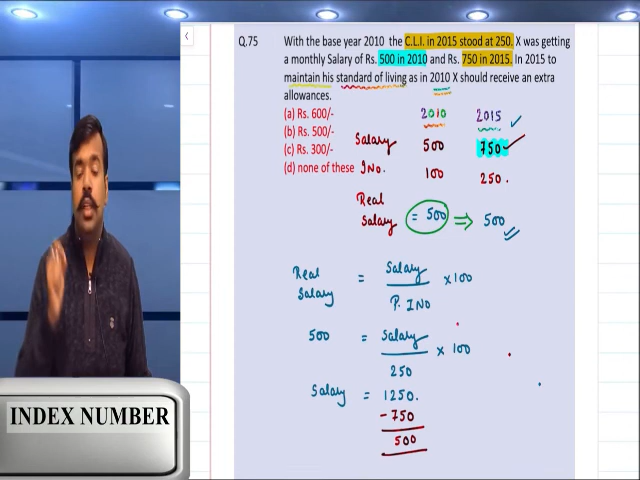 Q.75 With the base year 2010 the C.L.I. in 2015 stood at 250. X was getting
a monthly Salary of Rs. 500 in 2010 and Rs. 750 in 2015. In 2015 to
maintain his standard of living as in 2010 X should receive an extra
allowances.
(a) Rs. 600/-
(b) Rs. 500/-
(c) Rs. 300/-
(d) none of these
2010 2015
Salary 500 750
INo. 100 250.
Real
Salary = 500 ⇒ 500
Real
Salary = Salary / P. INO × 100
500 = Salary / 250 × 100
Salary = 1250.
- 750
500
INDEX NUMBER